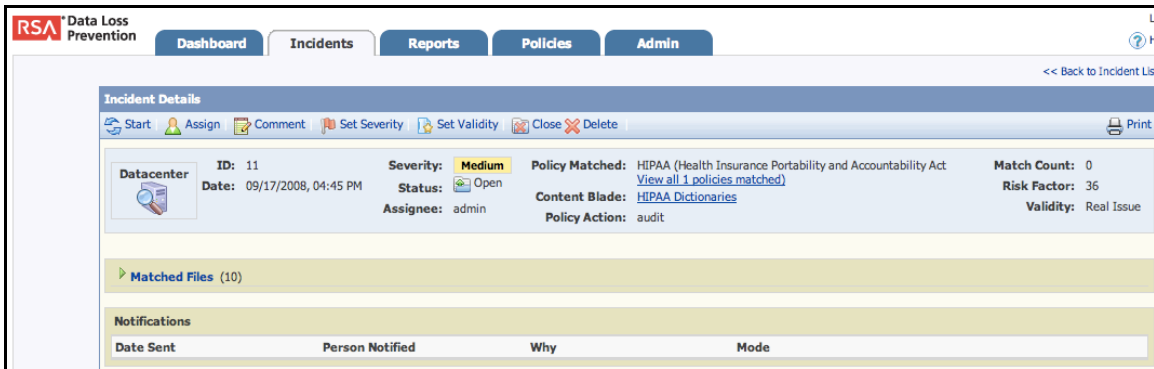 RSA Data Loss Prevention
Dashboard Incidents Reports Policies Admin
<< Back to Incident Lis
Incident Details
Start Assign Comment Set Severity Set Validity Close Delete Print
Datacenter
ID: 11
Date: 09/17/2008, 04:45 PM
Severity: Medium
Status: Open
Assignee: admin
Policy Matched: HIPAA (Health Insurance Portability and Accountability Act
View all 1 policies matched)
Content Blade: HIPAA Dictionaries
Policy Action: audit
Match Count: 0
Risk Factor: 36
Validity: Real Issue
Matched Files (10)
Notifications
Date Sent Person Notified Why Mode